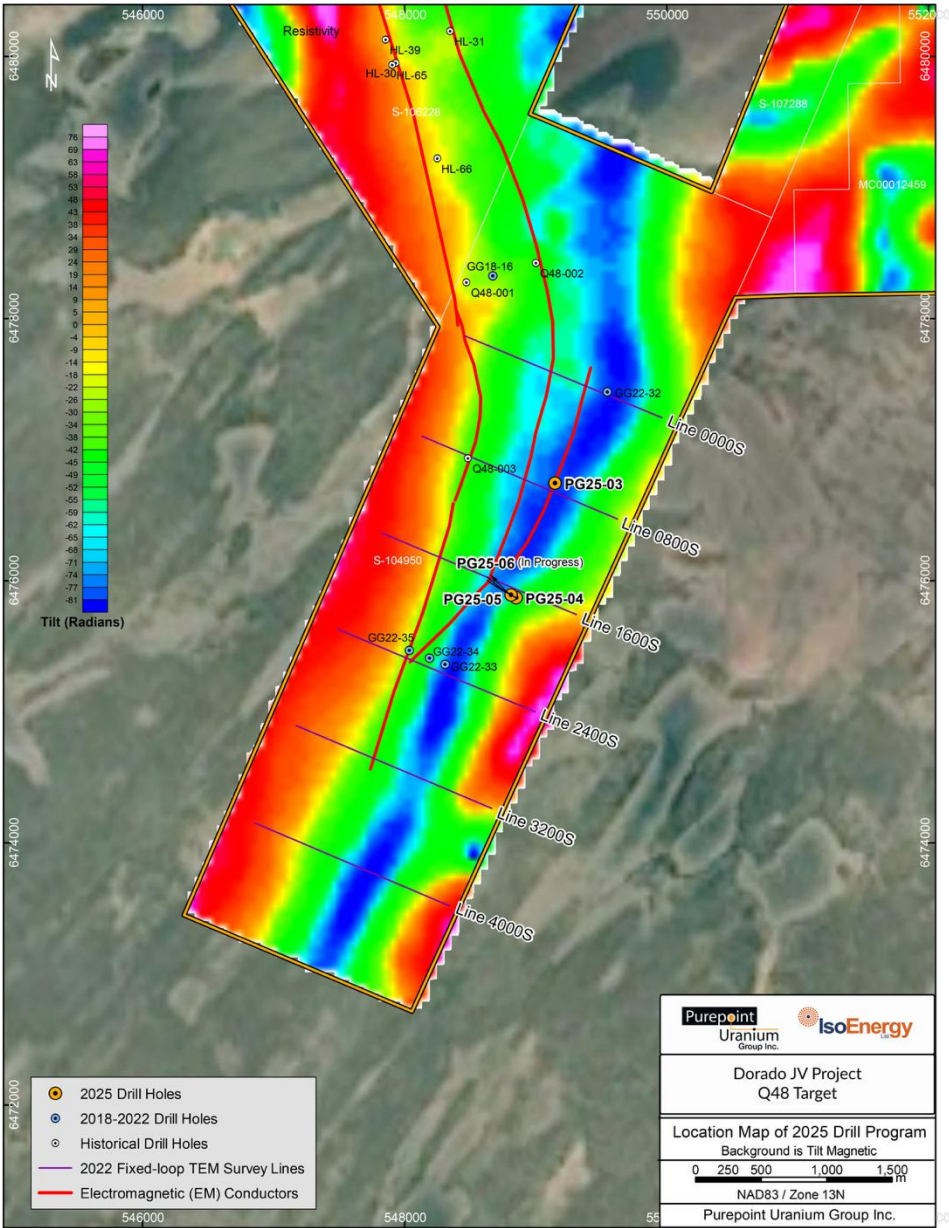 546000
548000
550000
552000
6480000
6480000
Resistivity
HL-39
HL-31
HL-30
HL-65
S-107288
HL-66
MC00012459
GG18-16
Q48-002
Q48-001
6478000
6478000
76
69
63
58
53
48
43
38
34
29
24
19
14
9
5
0
-4
-9
-14
-18
-22
-26
-30
-34
-38
-42
-45
-49
-52
-55
-59
-62
-65
-68
-71
-74
-77
-81
Tilt (Radians)
GG22-32
Line 0000S
Q48-003
PG25-03
Line 0800S
S-104950
PG25-06 (In Progress)
6476000
6476000
PG25-05
PG25-04
Line 1600S
GG22-35
GG22-34
GG22-33
Line 2400S
Line 3200S
6474000
6474000
Line 4000S
Purepoint
Uranium
Group Inc.
IsoEnergy
Ltd.
Dorado JV Project
Q48 Target
6472000
2025 Drill Holes
2018-2022 Drill Holes
Historical Drill Holes
2022 Fixed-loop TEM Survey Lines
Electromagnetic (EM) Conductors
Location Map of 2025 Drill Program
Background is Tilt Magnetic
0 250 500 1,000 1,500
m
NAD83 / Zone 13N
Purepoint Uranium Group Inc.
546000
548000